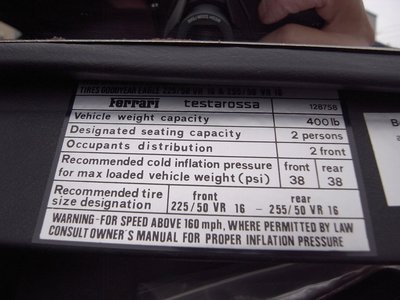 TIRES GOODYEAR EAGLE 225/50 VR 16 & 255/50 VR 16
Ferrari testarossa 128758
Vehicle weight capacity 400 lb
Designated seating capacity 2 persons
Occupants distribution 2 front
Recommended cold inflation pressure front rear
for max loaded vehicle weight (psi) 38 38
Recommended tire front rear
size designation 225/50 VR 16 - 255/50 VR 16
WARNING-FOR SPEED ABOVE 160 mph, WHERE PERMITTED BY LAW
CONSULT OWNER'S MANUAL FOR PROPER INFLATION PRESSURE